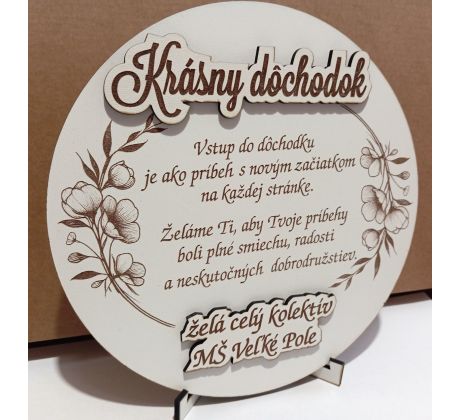 Krásny dôchodok
Vstup do dôchodku
je ako príbeh s novým začiatkom
na každej stránke.
Želáme Ti, aby Tvoje príbehy
boli plné smiechu, radosti
a neskutočných dobrodružstiev.
želá celý kolektív
MŠ Veľké Pole